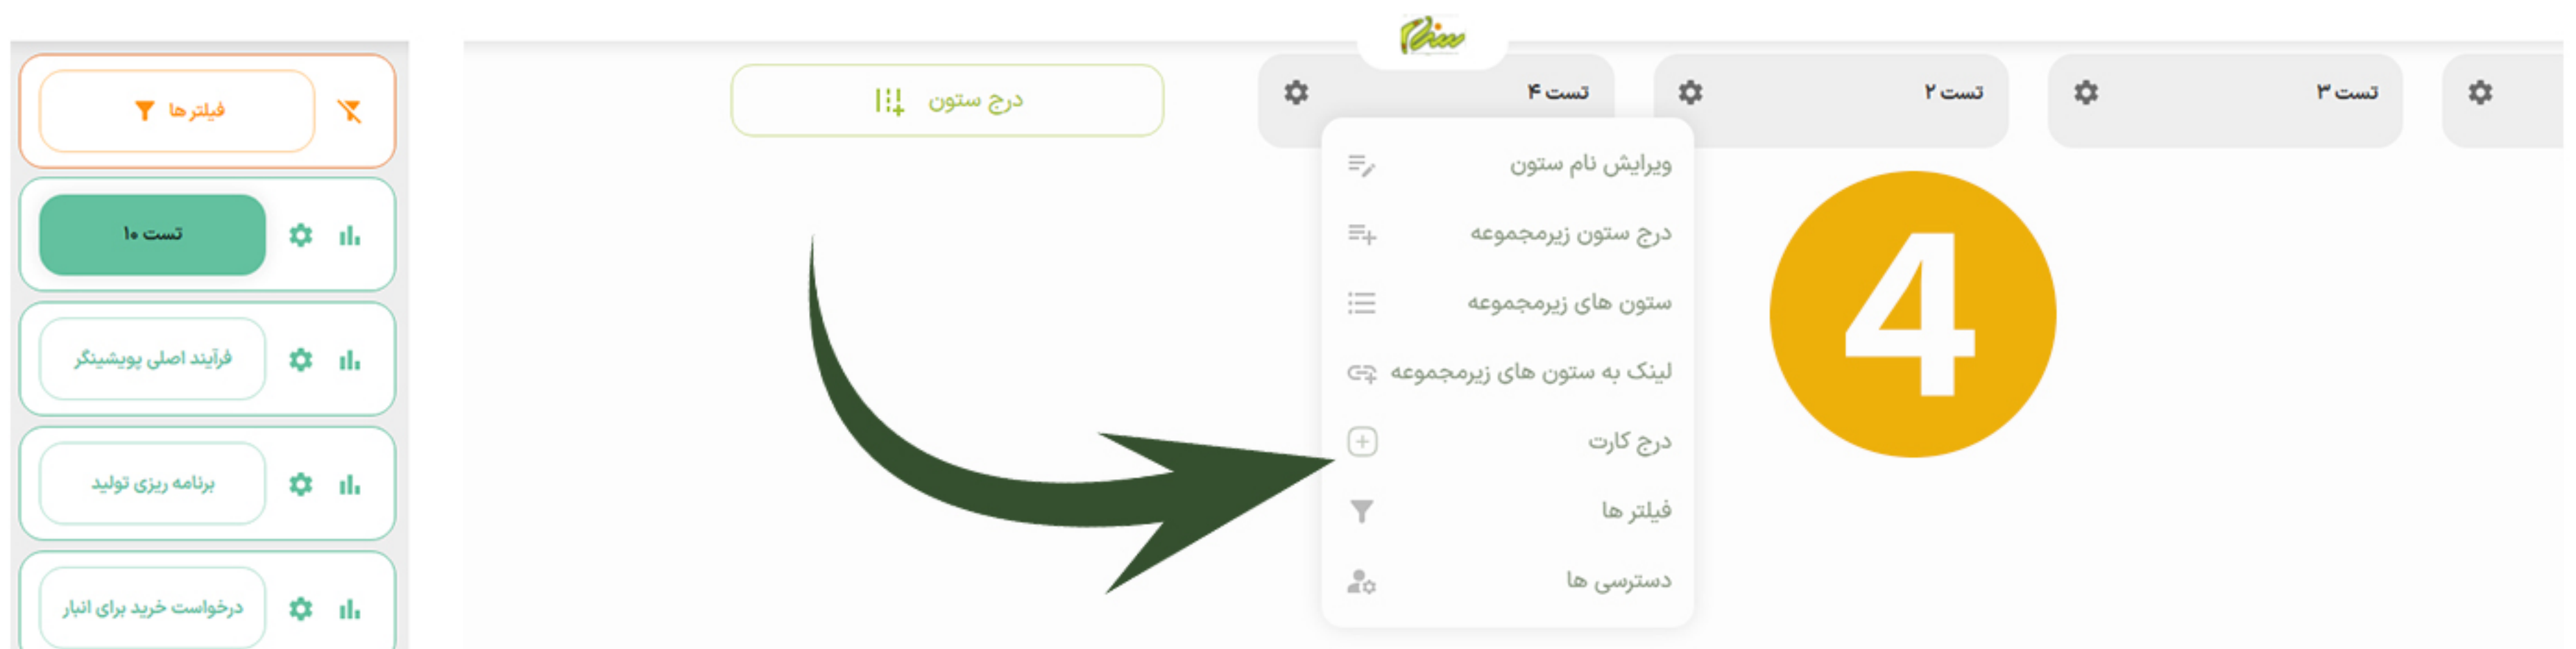 تست ۳
تست ۲
تست ۴
درج ستون
ویرایش نام ستون
درج ستون زیرمجموعه
ستون های زیرمجموعه
لینک به ستون های زیرمجموعه
درج کارت
فیلتر ها
دسترسی ها
4
فیلتر ها
تست ۱۰
فرآیند اصلی پویشینگر
برنامه ریزی تولید
درخواست خرید برای انبار